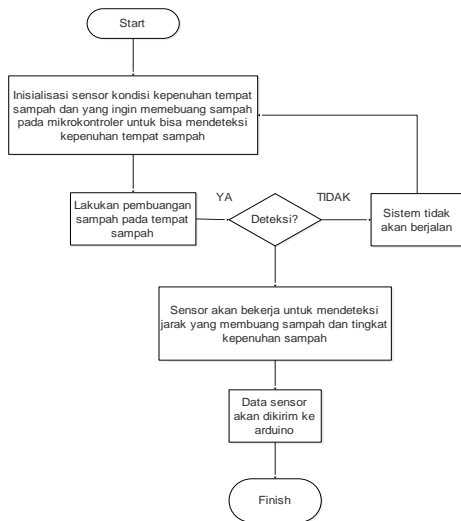 Start
Inisialisasi sensor kondisi kepenuhan tempat
sampah dan yang ingin memebuang sampah
pada mikrokontroler untuk bisa mendeteksi
kepenuhan tempat sampah
Lakukan pembuangan
sampah pada tempat
sampah
YA
Deteksi?
TIDAK
Sistem tidak
akan berjalan
Sensor akan bekerja untuk mendeteksi
jarak yang membuang sampah dan tingkat
kepenuhan sampah
Data sensor
akan dikirim ke
arduino
Finish